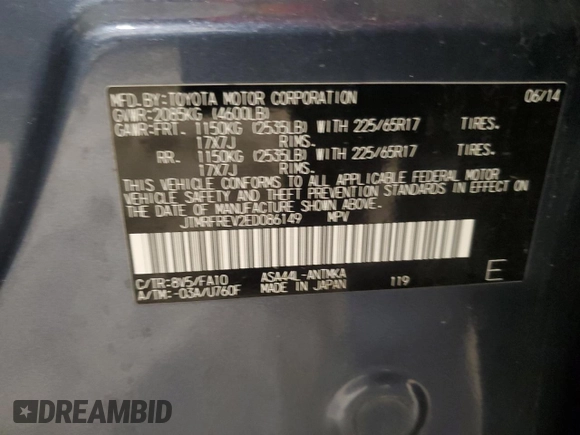 MFD.BY:TOYOTA MOTOR CORPORATION 06/14
GVWR:2085KG (4600LB)
GAWR:FRT. 1150KG (2535LB) WITH 225/65R17 TIRES.
17X7J RIMS.
RR. 1150KG (2535LB) WITH 225/65R17 TIRES.
17X7J RIMS.
THIS VEHICLE CONFORMS TO ALL APPLICABLE FEDERAL MOTOR
VEHICLE SAFETY AND THEFT PREVENTION STANDARDS IN EFFECT
ON THE DATE OF MANUFACTURE SHOWN ABOVE.
JTMRFREV2ED086149 MPV
C/TR:8V5/FA10 ASA44L-ANTMKA
A/TM:-03A/U760F MADE IN JAPAN 119 E
DREAMBID